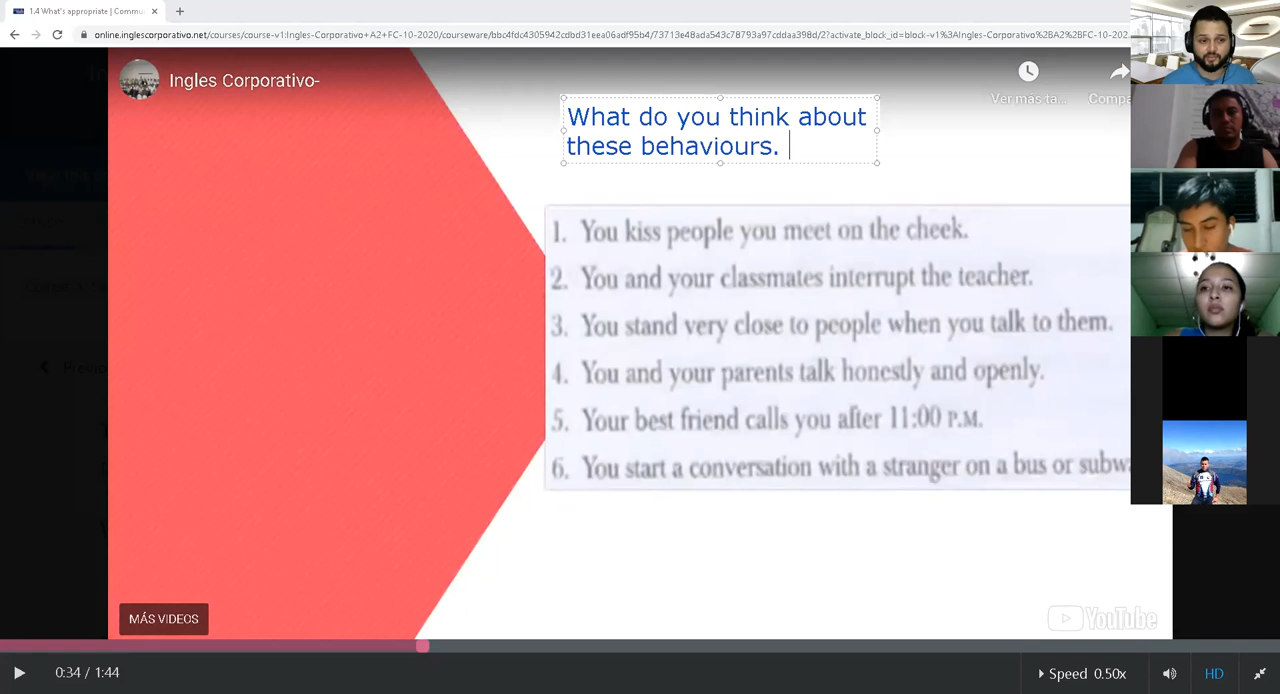 1.4 What's appropriate | Commu
online.inglescorporativo.net/courses/course-v1:Ingles-Corporativo+A2+FC-10-2020/courseware/bbc4fdc4305942cdbd31eea06adf95b4/73713e48ada543c78793a97cddaa398d/2?activate_block_id=block-v1%3AIngles-Corporativo%2BA2%2BFC-10-202
Ingles Corporativo-
Ver más ta...
Compa
What do you think about
these behaviours.
1. You kiss people you meet on the cheek.
2. You and your classmates interrupt the teacher.
3. You stand very close to people when you talk to them.
4. You and your parents talk honestly and openly.
5. Your best friend calls you after 11:00 P.M.
6. You start a conversation with a stranger on a bus or subw
MÁS VIDEOS
YouTube
0:34 / 1:44
Speed 0.50x
HD